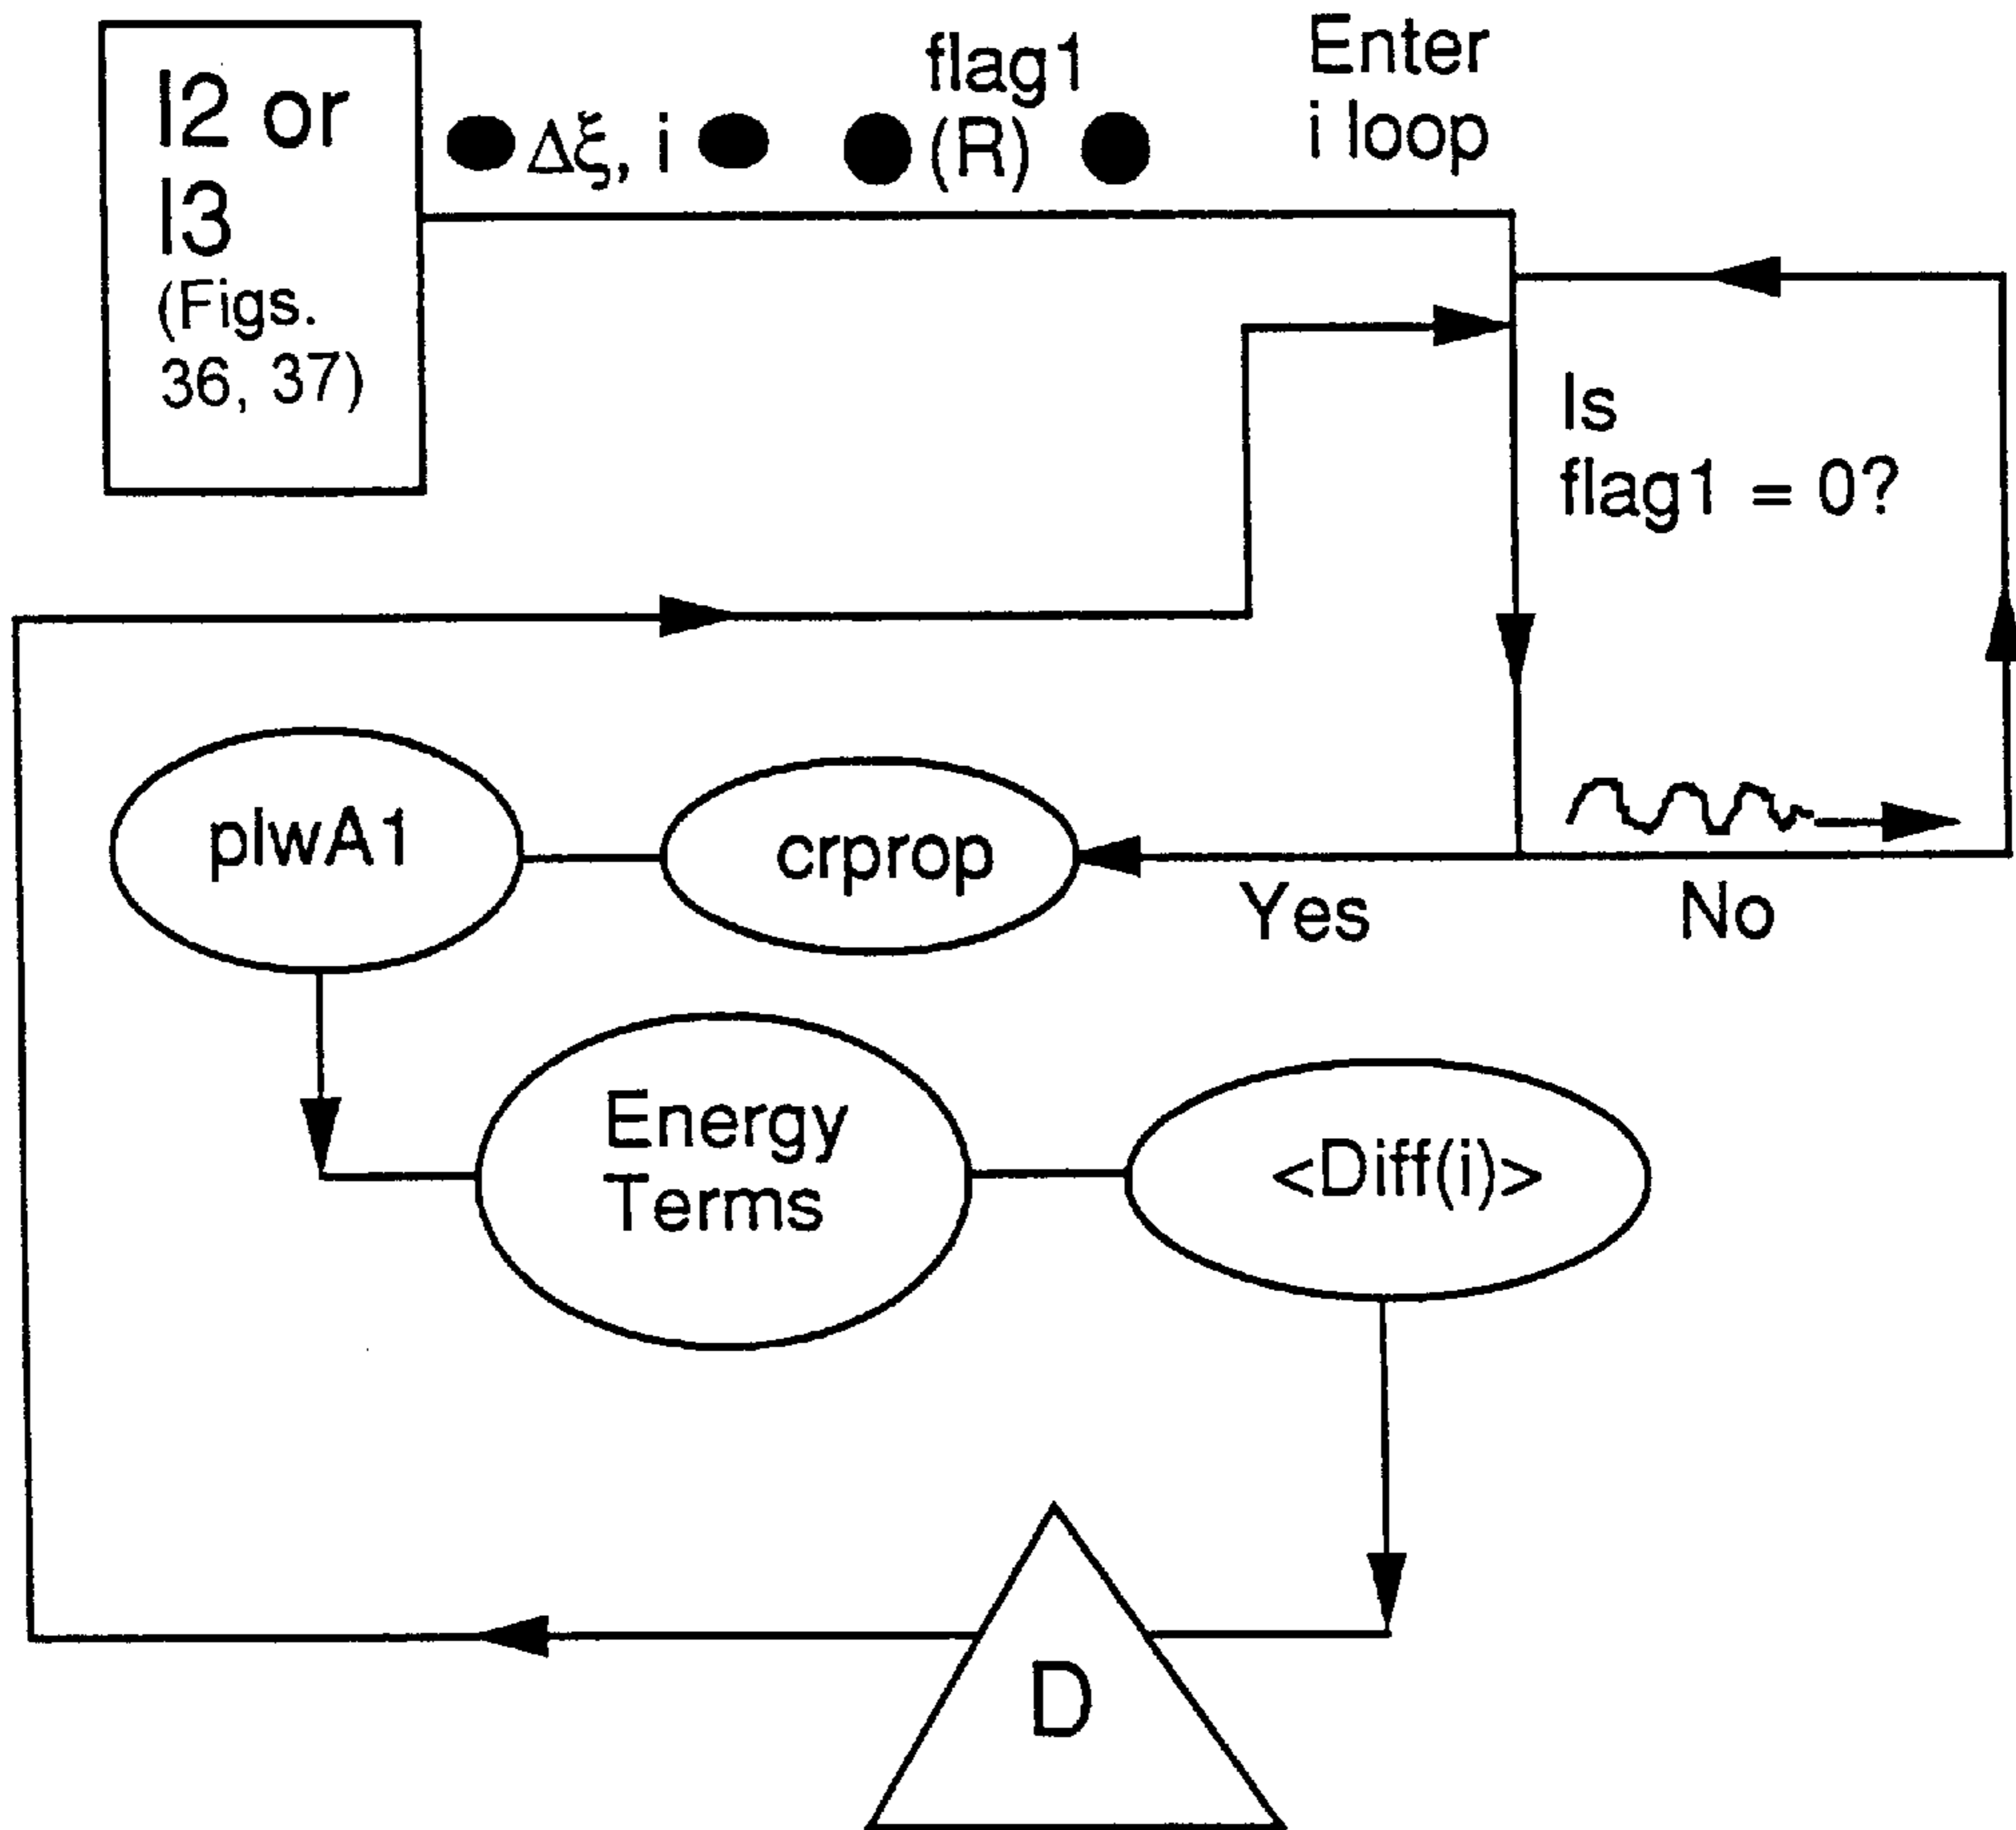 I2 or
I3
(Figs.
36, 37)
Δξ, i
flag1
(R)
Enter
i loop
Is
flag1 = 0?
plwA1
crprop
Yes
No
Energy
Terms
<Diff(i)>
D